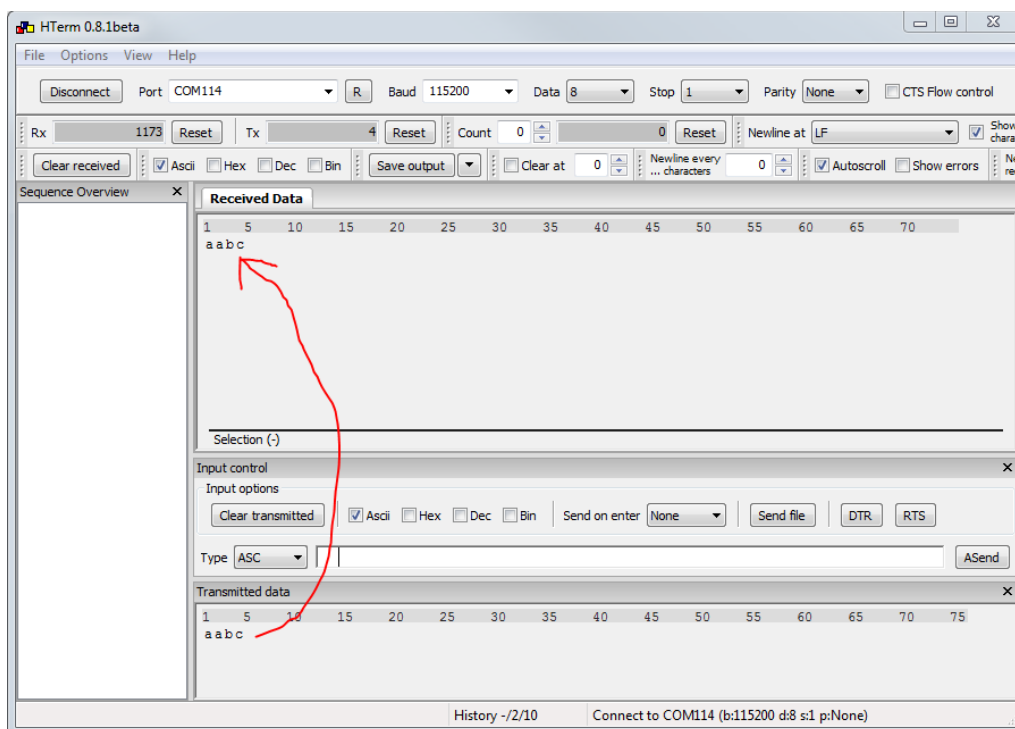 HTerm 0.8.1beta
File Options View Help
Disconnect Port COM114 R Baud 115200 Data 8 Stop 1 Parity None CTS Flow control
Rx 1173 Reset Tx 4 Reset Count 0 0 Reset Newline at LF Show
chara
Clear received Ascii Hex Dec Bin Save output Clear at 0 Newline every
... characters 0 Autoscroll Show errors
Sequence Overview X
Received Data
1 5 10 15 20 25 30 35 40 45 50 55 60 65 70
aabc
Selection (-)
Input control X
Input options
Clear transmitted Ascii Hex Dec Bin Send on enter None Send file DTR RTS
Type ASC ASend
Transmitted data X
1 5 10 15 20 25 30 35 40 45 50 55 60 65 70 75
aabc
History -/2/10 Connect to COM114 (b:115200 d:8 s:1 p:None)